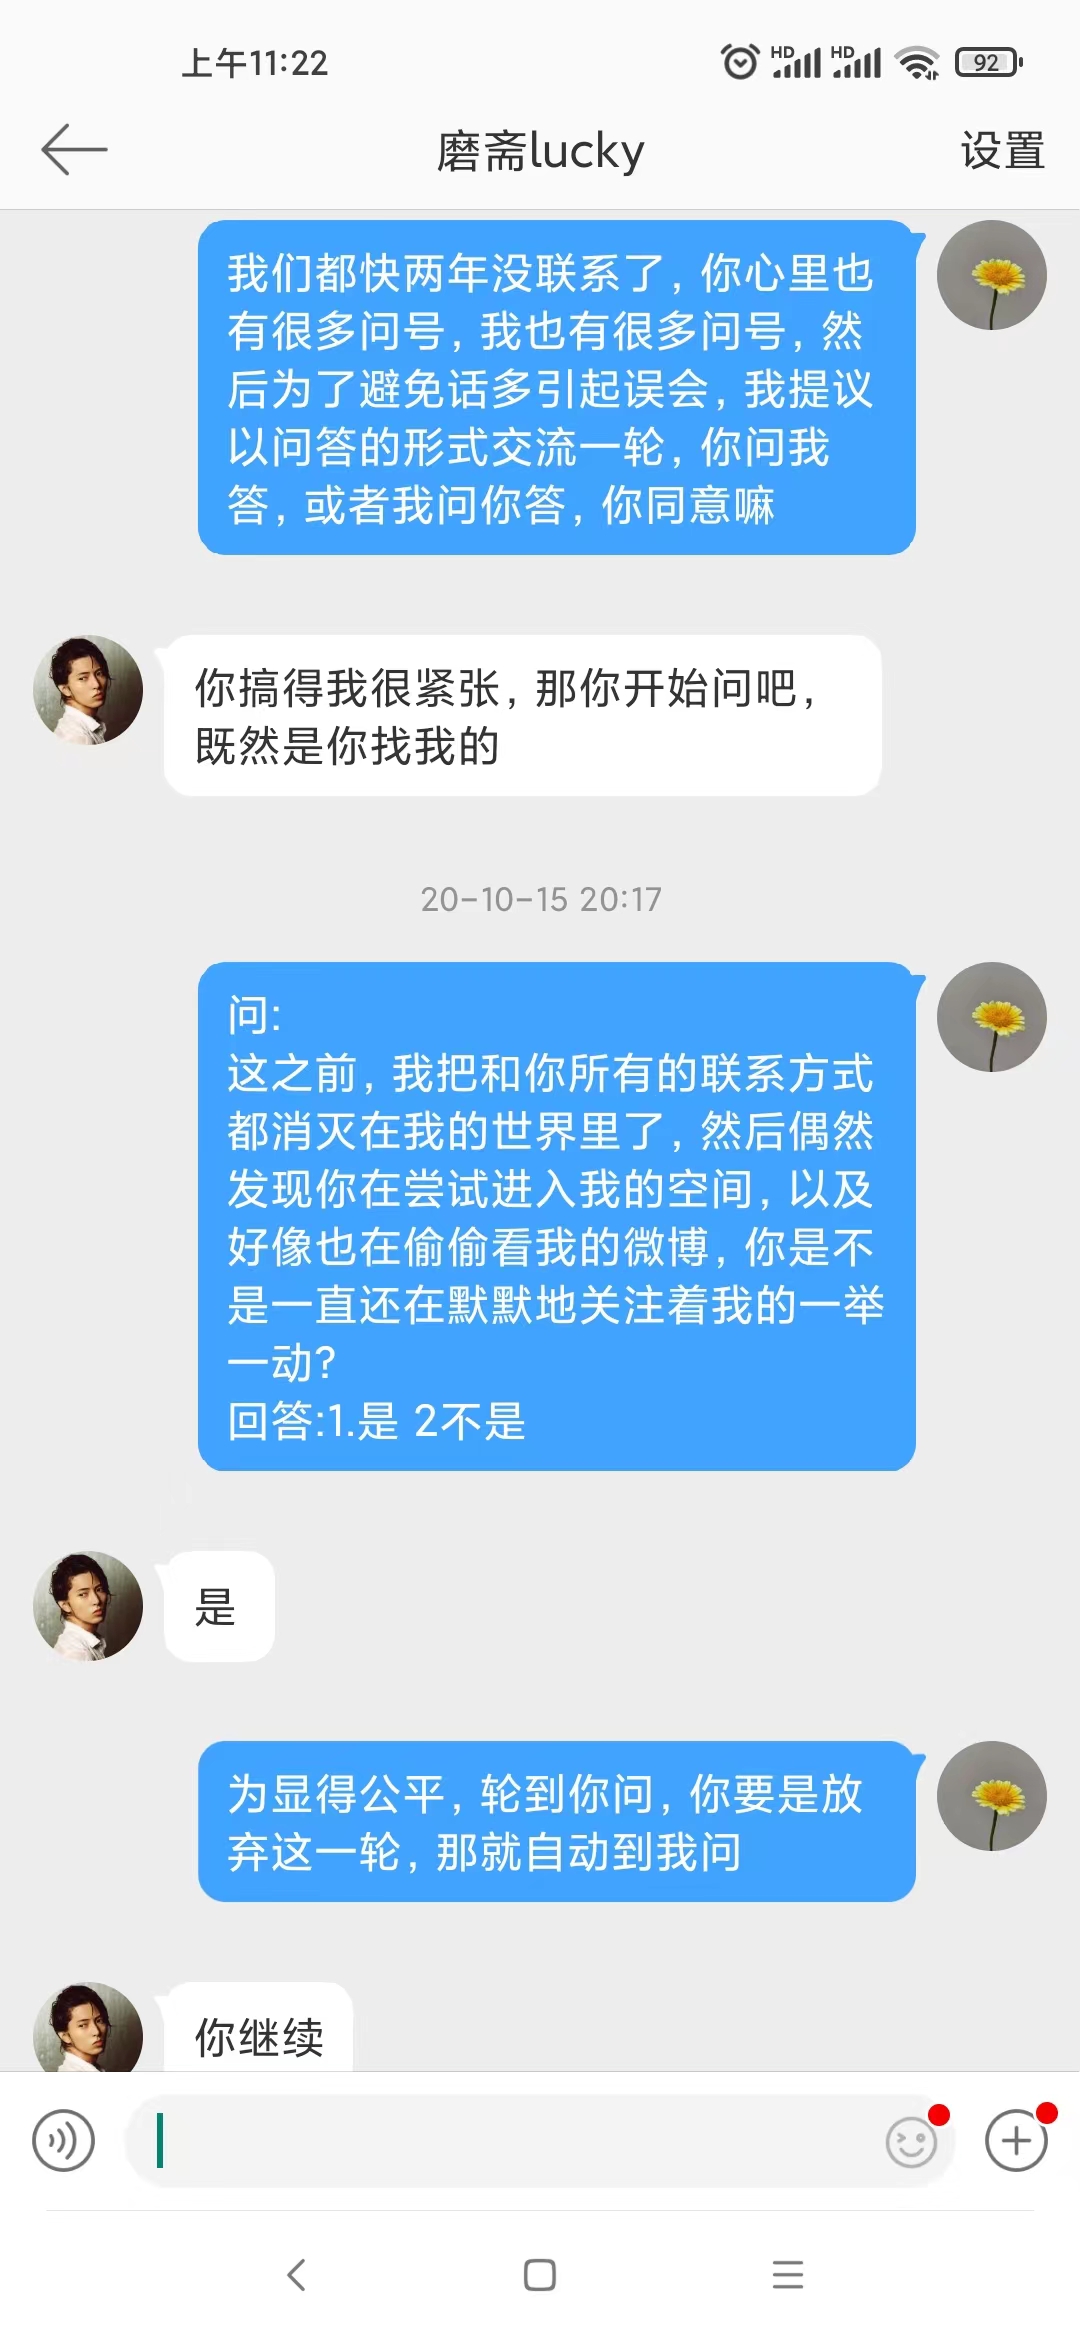 上午11:22
HD HD 92
磨斋lucky 设置
我们都快两年没联系了, 你心里也
有很多问号, 我也有很多问号, 然
后为了避免话多引起误会, 我提议
以问答的形式交流一轮, 你问我
答, 或者我问你答, 你同意嘛
你搞得我很紧张, 那你开始问吧,
既然是你找我的
20-10-15 20:17
问:
这之前, 我把和你所有的联系方式
都消灭在我的世界里了, 然后偶然
发现你在尝试进入我的空间, 以及
好像也在偷偷看我的微博, 你是不
是一直还在默默地关注着我的一举
一动?
回答:1.是 2不是
是
为显得公平, 轮到你问, 你要是放
弃这一轮, 那就自动到我问
你继续